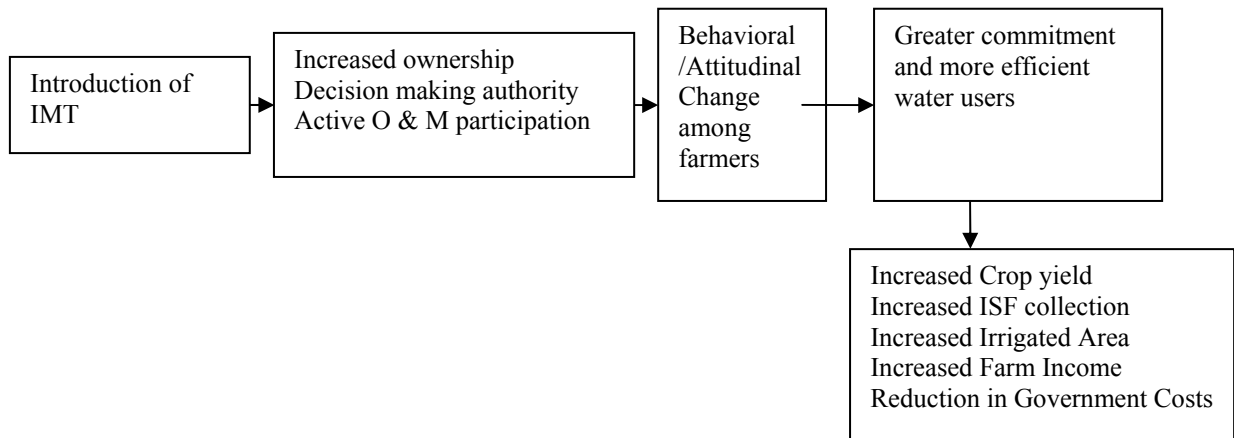 Introduction of
IMT
Increased ownership
Decision making authority
Active O & M participation
Behavioral
/Attitudinal
Change
among
farmers
Greater commitment
and more efficient
water users
Increased Crop yield
Increased ISF collection
Increased Irrigated Area
Increased Farm Income
Reduction in Government Costs